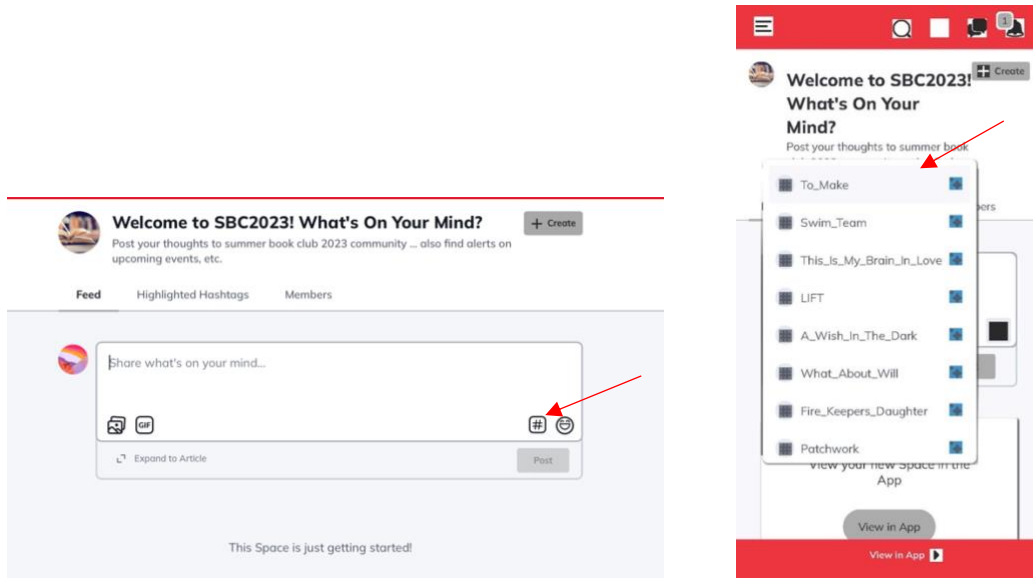 Welcome to SBC2023! What's On Your Mind?
+ Create
Post your thoughts to summer book club 2023 community ... also find alerts on
upcoming events, etc.
Feed Highlighted Hashtags Members
Share what's on your mind...
GIF #
Expand to Article
Post
This Space is just getting started!
1
Create
Welcome to SBC2023!
What's On Your
Mind?
Post your thoughts to summer book
To_Make
Swim_Team
This_Is_My_Brain_In_Love
LIFT
A_Wish_In_The_Dark
What_About_Will
Fire_Keepers_Daughter
Patchwork
View your new Space in the
App
View in App
View in App